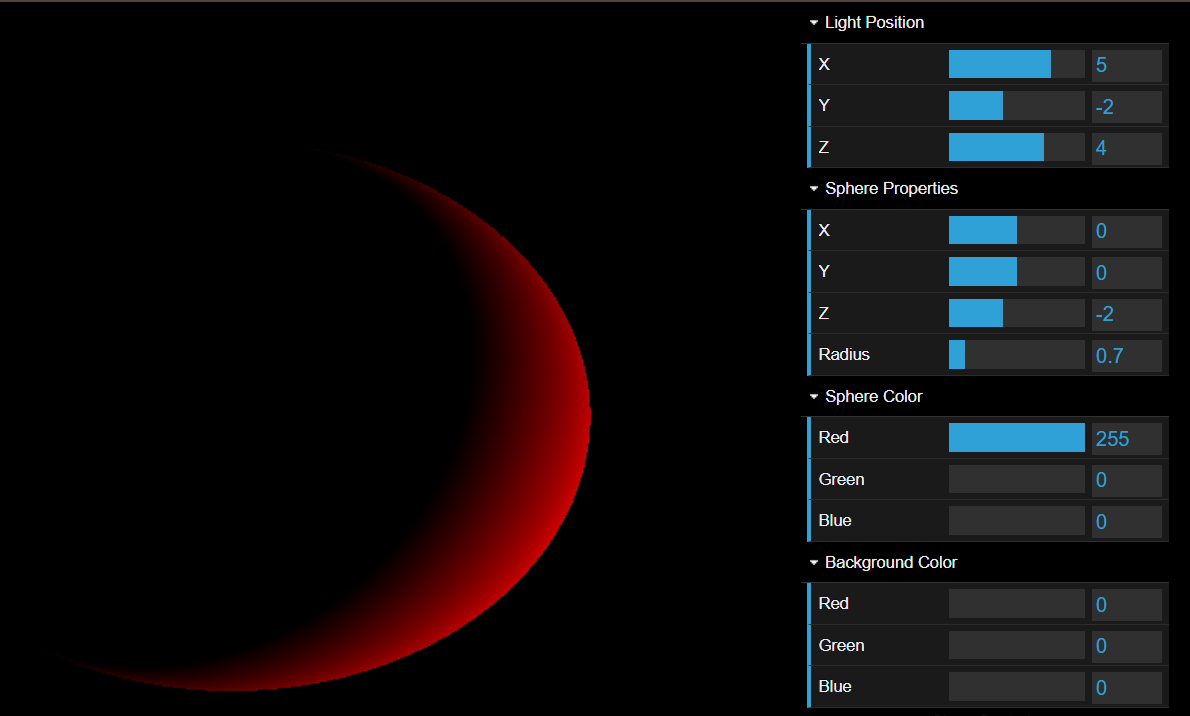 Light Position
X 5
Y -2
Z 4
Sphere Properties
X 0
Y 0
Z -2
Radius 0.7
Sphere Color
Red 255
Green 0
Blue 0
Background Color
Red 0
Green 0
Blue 0